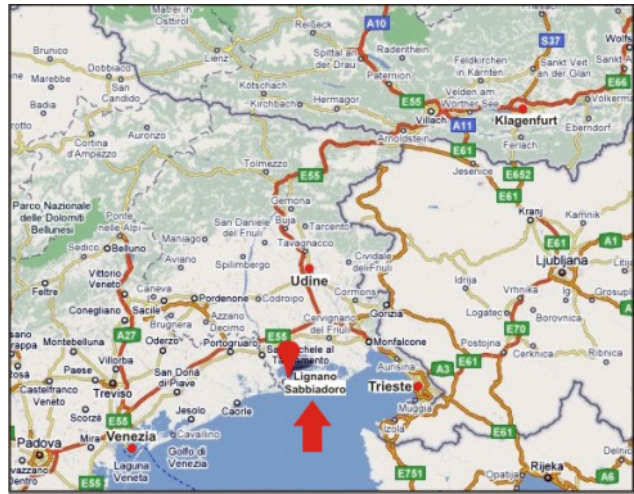 Matrei in
Osttirol
Reißeck
A10
Radenthein
Friesach
S37
Lienz
Spittal an
der Drau
Feldkirchen
in Kärnten
Sankt Veit
an der Glan
Bruneco
Dobbiaco
San
Candido
Marebbe
Badia
Kötschach
Kirchbach
Hermagor
Paternion
E55
Velden am
Wörther See
E66
Villach
Klagenfurt
A11
Eberndorf
Cortina
d'Ampezzo
Auronzo
Arnoldstein
E61
Ferlach
Tolmezzo
E55
Jesenice
E652
E61
Parco Nazionale
delle Dolomiti
Bellunesi
Ponte
nelle Alpi
Gemona
Buja
San Daniele
del Friuli
Tarcento
Tavagnacco
Kranj
Kamnik
Sedico
Belluno
Maniago
Aviano
Spilimbergo
Cividale
del Friuli
E61
A1
Udine
Ljubljana
Feltre
Vittorio
Veneto
Caneva
Sacile
Pordenone
Codroipo
Cormons
Idrija
Vrhnika
Ig
Conegliano
Brugnera
Azzano
Decimo
Cervignano
del Friuli
Gorizia
Logatec
Borovnica
E70
Montebelluna
A27
Oderzo
Portogruaro
E55
Monfalcone
Postojna
Cerknica
Ribnica
Villorba
Paese
Treviso
San Donà
di Piave
Lignano
Sabbiadoro
Aurisina
A3
E61
Trieste
Castelfranco
Veneto
Scorzè
Jesolo
Caorle
Muggia
Izola
E55
Mira
Venezia
Cavallino
Golfo di
Venezia
E61
Padova
Laguna
Veneta
E55
E751
Opatija
Rijeka